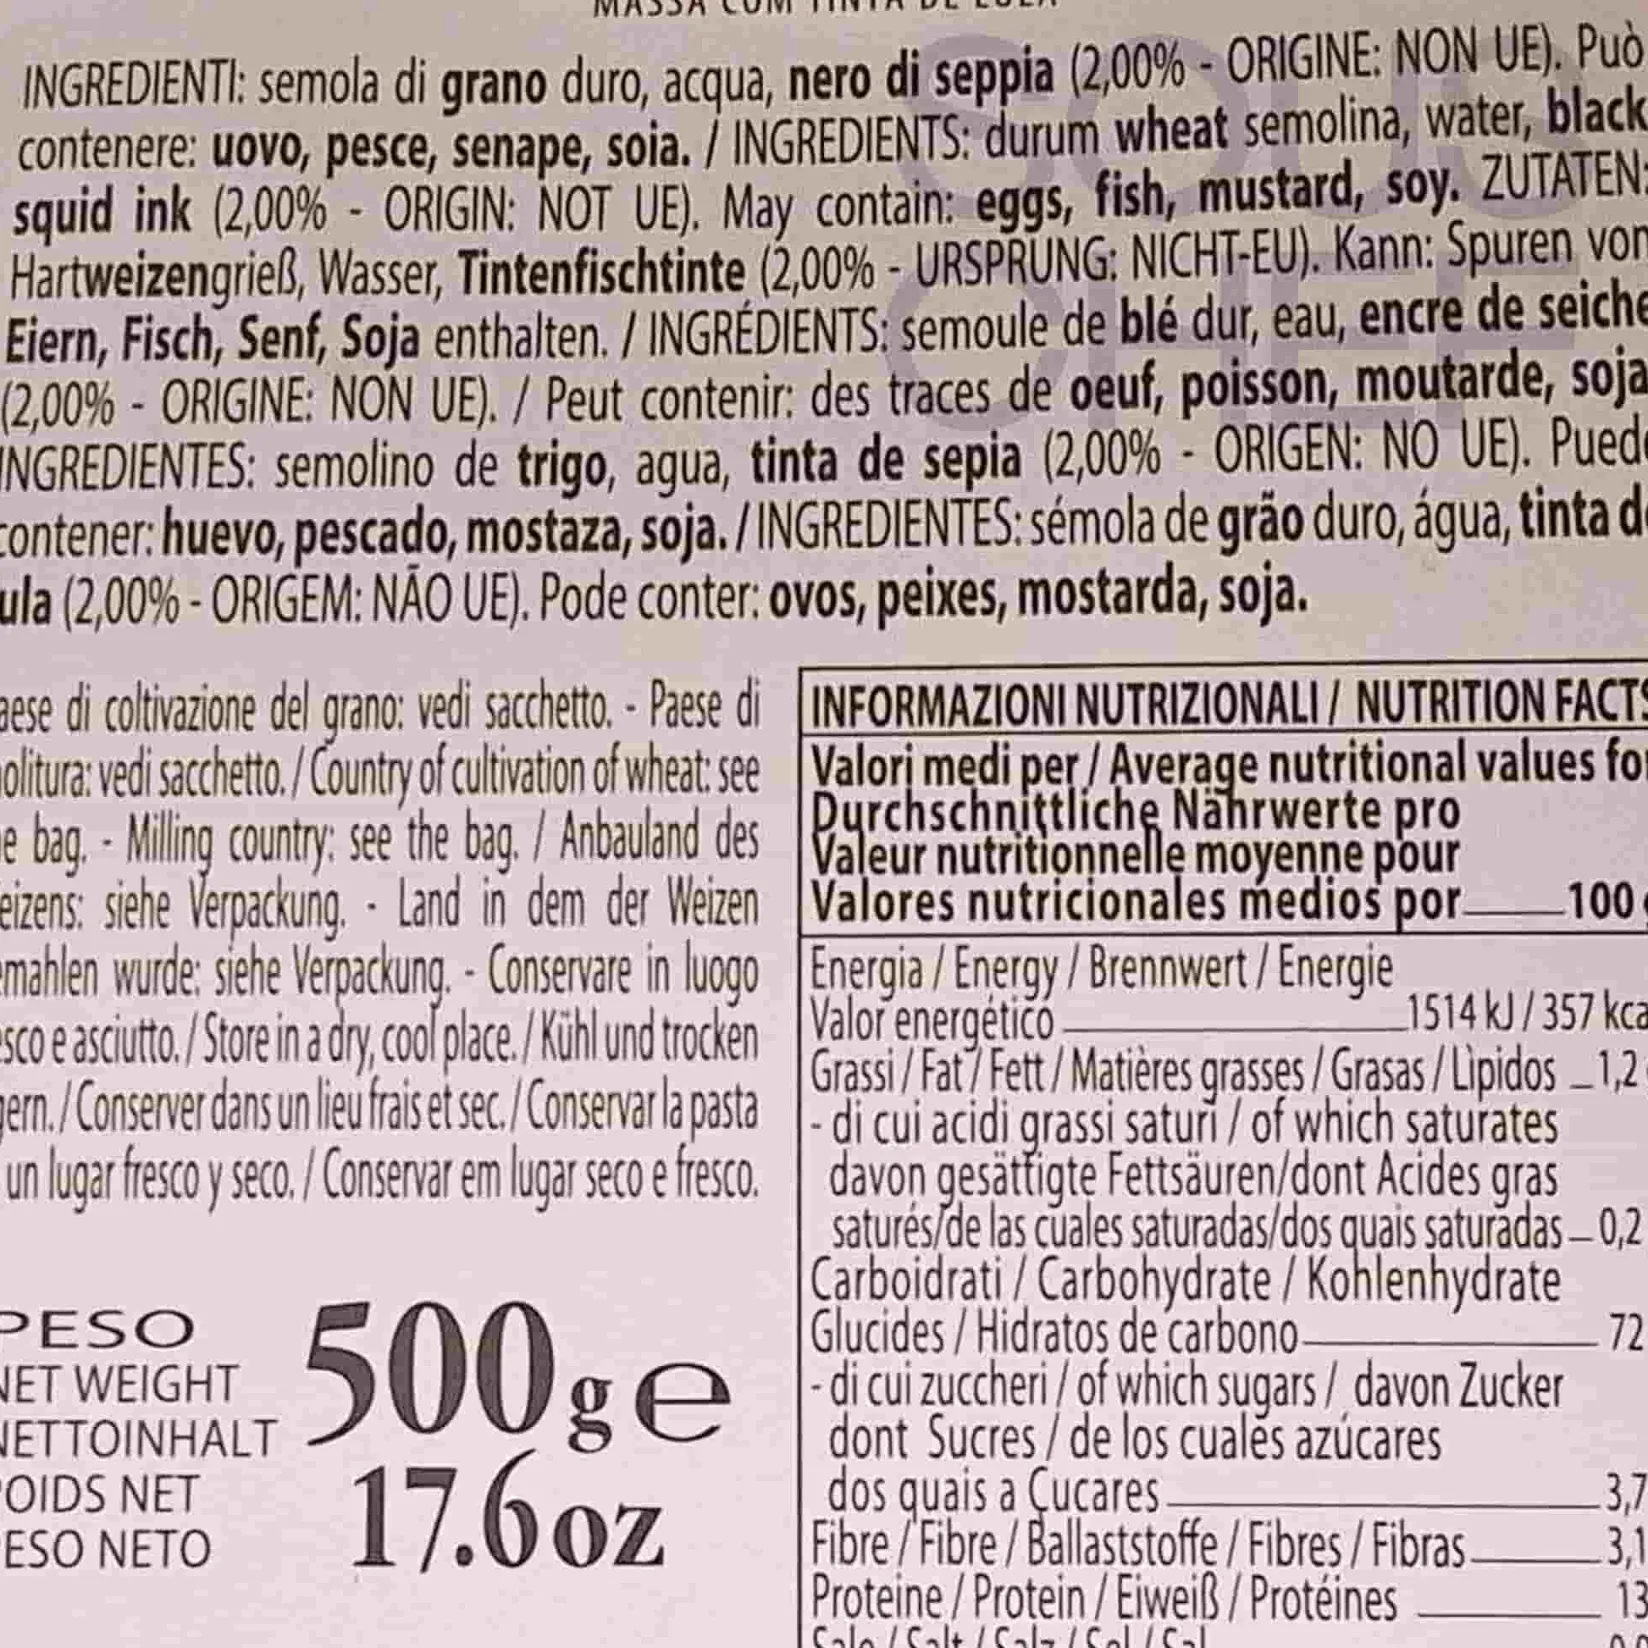 MASSA COM TINTA DE LULA
INGREDIENTI: semola di grano duro, acqua, nero di seppia (2,00% - ORIGINE: NON UE). Può
contenere: uovo, pesce, senape, soia. / INGREDIENTS: durum wheat semolina, water, black
squid ink (2,00% - ORIGIN: NOT UE). May contain: eggs, fish, mustard, soy. ZUTATEN:
Hartweizengrieß, Wasser, Tintenfischtinte (2,00% - URSPRUNG: NICHT-EU). Kann: Spuren von
Eiern, Fisch, Senf, Soja enthalten. / INGRÉDIENTS: semoule de blé dur, eau, encre de seiche
(2,00% - ORIGINE: NON UE). / Peut contenir: des traces de oeuf, poisson, moutarde, soja
INGREDIENTES: semolino de trigo, agua, tinta de sepia (2,00% - ORIGEN: NO UE). Puede
contener: huevo, pescado, mostaza, soja. / INGREDIENTES: sémola de grão duro, água, tinta d
ula (2,00% - ORIGEM: NÃO UE). Pode conter: ovos, peixes, mostarda, soja.
aese di coltivazione del grano: vedi sacchetto. - Paese di
olitura: vedi sacchetto. / Country of cultivation of wheat: see
e bag. - Milling country: see the bag. / Anbauland des
eizens: siehe Verpackung. - Land in dem der Weizen
emahlen wurde: siehe Verpackung. - Conservare in luogo
esco e asciutto. / Store in a dry, cool place. / Kühl und trocken
gern. / Conserver dans un lieu frais et sec. / Conservar la pasta
un lugar fresco y seco. / Conservar em lugar seco e fresco.
PESO
NET WEIGHT
NETTOINHALT
POIDS NET
PESO NETO
500g e
17.6 oz
INFORMAZIONI NUTRIZIONALI / NUTRITION FACTS
Valori medi per / Average nutritional values for
Durchschnittliche Nährwerte pro
Valeur nutritionnelle moyenne pour
Valores nutricionales medios por 100 g
Energia / Energy / Brennwert / Energie
Valor energético 1514 kJ / 357 kca
Grassi / Fat / Fett / Matières grasses / Grasas / Lìpidos 1,2
- di cui acidi grassi saturi / of which saturates
davon gesättigte Fettsäuren/dont Acides gras
saturés/de las cuales saturadas/dos quais saturadas 0,2
Carboidrati / Carbohydrate / Kohlenhydrate
Glucides / Hidratos de carbono 72
- di cui zuccheri / of which sugars / davon Zucker
dont Sucres / de los cuales azúcares
dos quais a Çucares 3,7
Fibre / Fibre / Ballaststoffe / Fibres / Fibras 3,1
Proteine / Protein / Eiweiß / Protéines 13
Sale / Salt / Salz / Sel / Sal